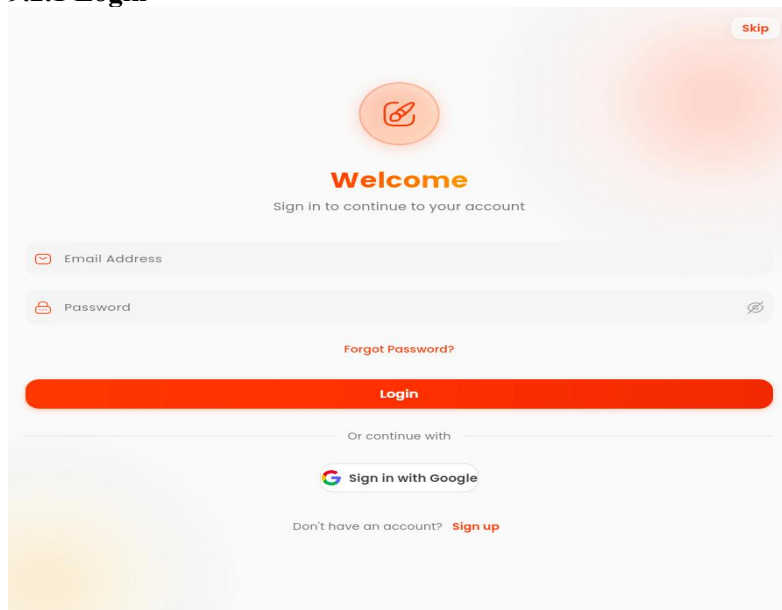 Skip
Welcome
Sign in to continue to your account
Email Address
Password
Forgot Password?
Login
Or continue with
Sign in with Google
Don't have an account? Sign up